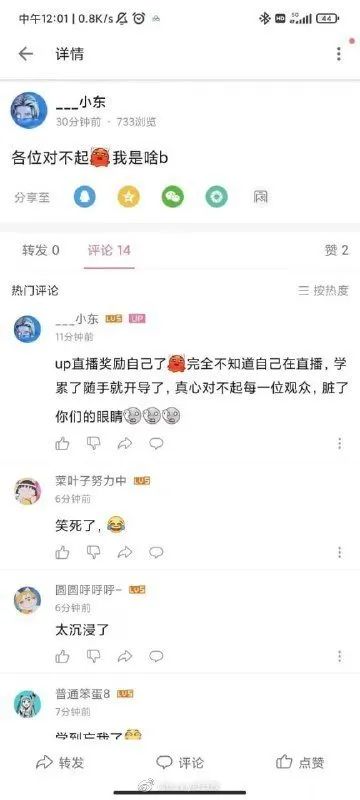 中午12:01 | 0.8K/s
HD 5G 44
详情
___小东
30分钟前 · 733浏览
各位对不起我是啥b
分享至
转发 0 评论 14 赞 2
热门评论 按热度
___小东 LV5 UP
11分钟前
up直播奖励自己了完全不知道自己在直播，学
累了随手就开导了，真心对不起每一位观众，脏了
你们的眼睛
菜叶子努力中 LV5
6分钟前
笑死了，
圆圆呼呼呼- LV5
6分钟前
太沉浸了
普通笨蛋8 LV5
7分钟前
学到忘我了
转发 评论 点赞